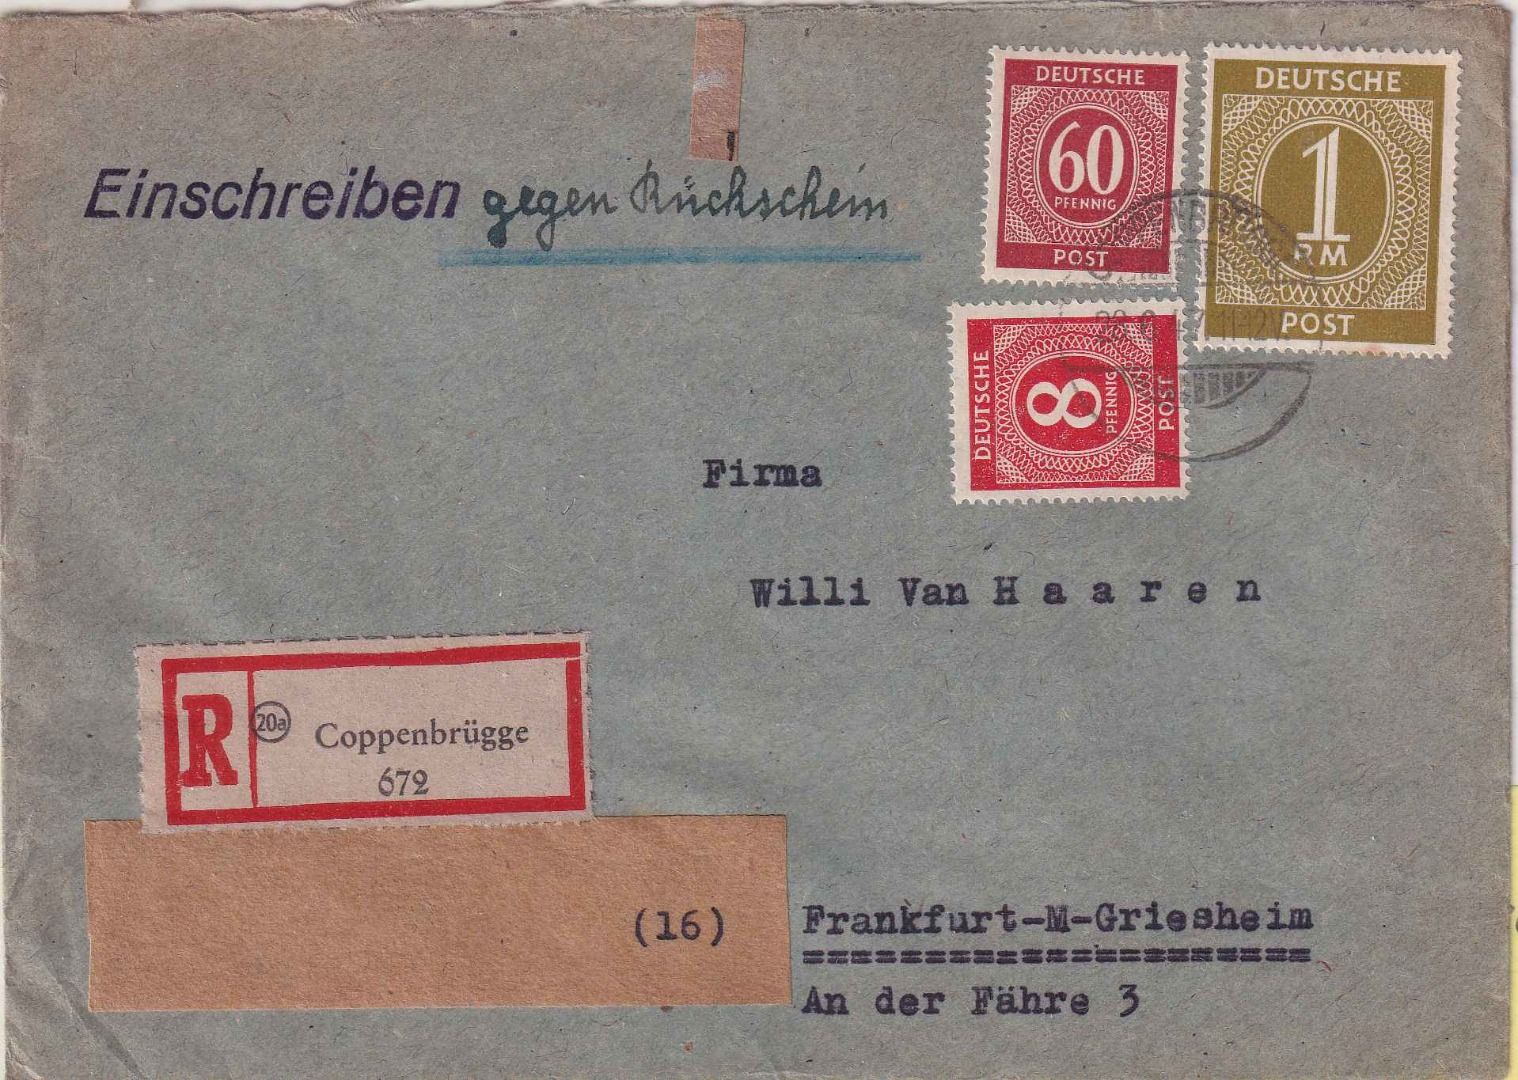 Einschreiben gegen Rückschein
DEUTSCHE
60
PFENNIG
POST
DEUTSCHE
1
RM
POST
DEUTSCHE
8
PFENNIG
POST
Firma
Willi Van Haaren
R
20a
Coppenbrügge
672
(16) Frankfurt-M-Griesheim
An der Fähre 3